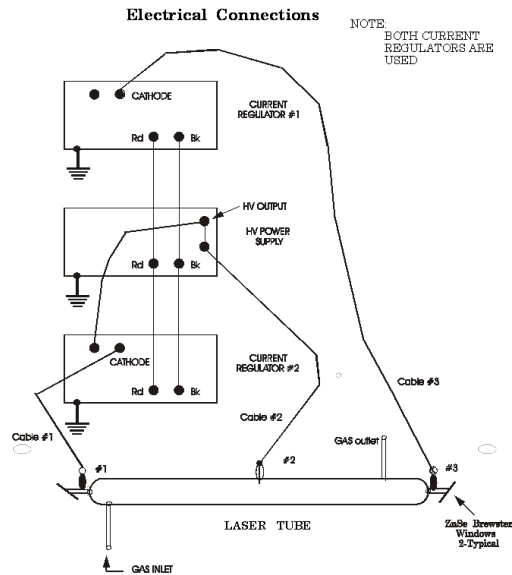 Electrical Connections
NOTE:
BOTH CURRENT
REGULATORS ARE
USED
CATHODE
CURRENT
REGULATOR #1
Rd
Bk
HV OUTPUT
HV POWER
SUPPLY
Rd
Bk
CATHODE
CURRENT
REGULATOR #2
Rd
Bk
Cable #1
Cable #2
Cable #3
GAS outlet
#1
#2
#3
LASER TUBE
ZnSe Brewster
Windows
2-Typical
GAS INLET